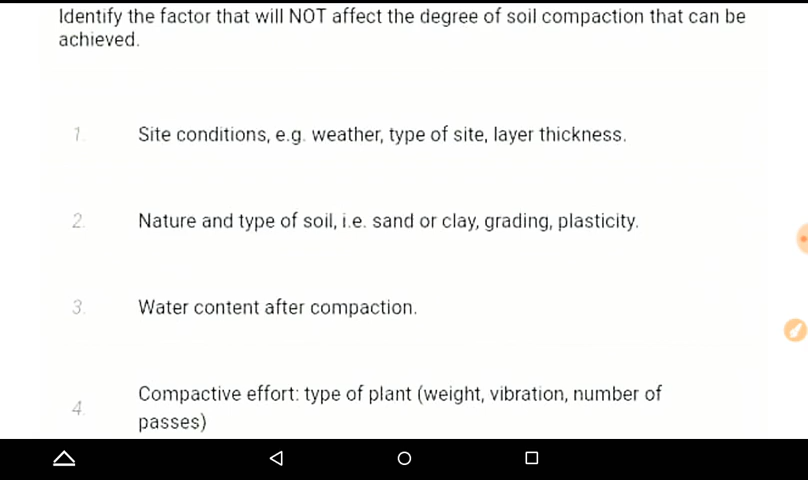 Identify the factor that will NOT affect the degree of soil compaction that can be
achieved.
1. Site conditions, e.g. weather, type of site, layer thickness.
2. Nature and type of soil, i.e. sand or clay, grading, plasticity.
3. Water content after compaction.
4. Compactive effort: type of plant (weight, vibration, number of
passes)